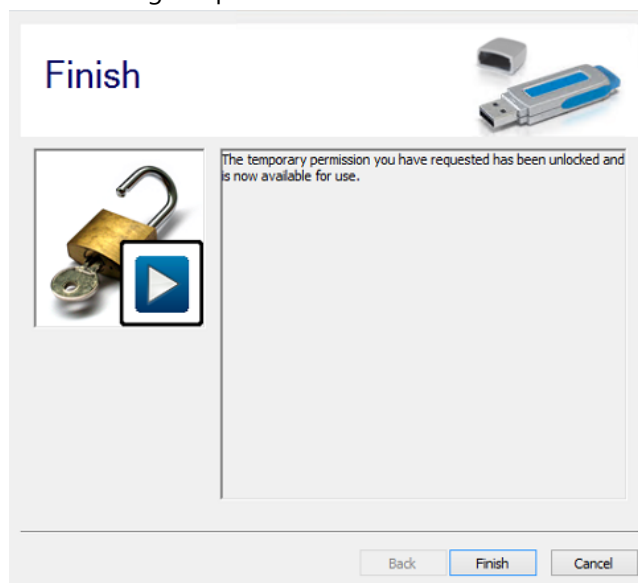 Finish
The temporary permission you have requested has been unlocked and
is now available for use.
Back
Finish
Cancel